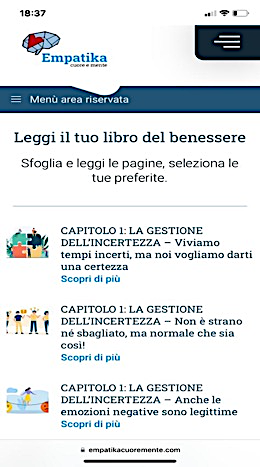 18:37
Empatika
cuore e mente
Menù area riservata
Leggi il tuo libro del benessere
Sfoglia e leggi le pagine, seleziona le
tue preferite.
CAPITOLO 1: LA GESTIONE
DELL'INCERTEZZA – Viviamo
tempi incerti, ma noi vogliamo darti
una certezza
Scopri di più
CAPITOLO 1: LA GESTIONE
DELL'INCERTEZZA – Non è strano
né sbagliato, ma normale che sia
così!
Scopri di più
CAPITOLO 1: LA GESTIONE
DELL'INCERTEZZA – Anche le
emozioni negative sono legittime
Scopri di più
empatikacuoremente.com